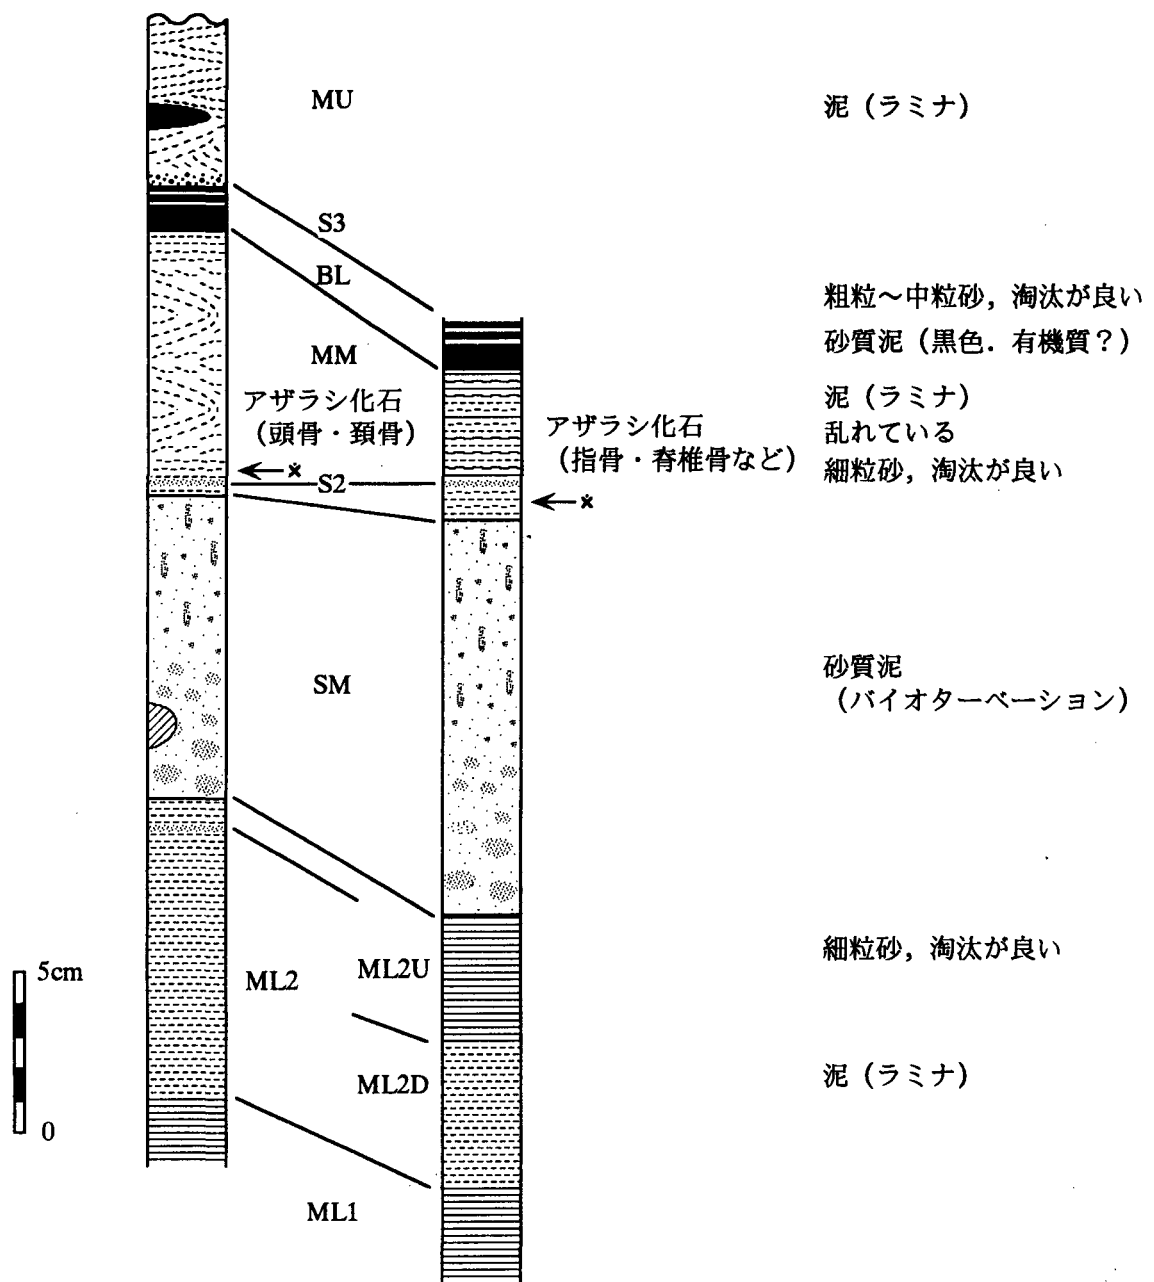 MU
泥（ラミナ）
S3
BL
粗粒～中粒砂，淘汰が良い
砂質泥（黒色．有機質？）
MM
アザラシ化石
（頭骨・頚骨）
アザラシ化石
（指骨・脊椎骨など）
泥（ラミナ）
乱れている
細粒砂，淘汰が良い
←※
S2
←※
SM
砂質泥
（バイオターベーション）
細粒砂，淘汰が良い
5cm
ML2
ML2U
ML2D
泥（ラミナ）
0
ML1